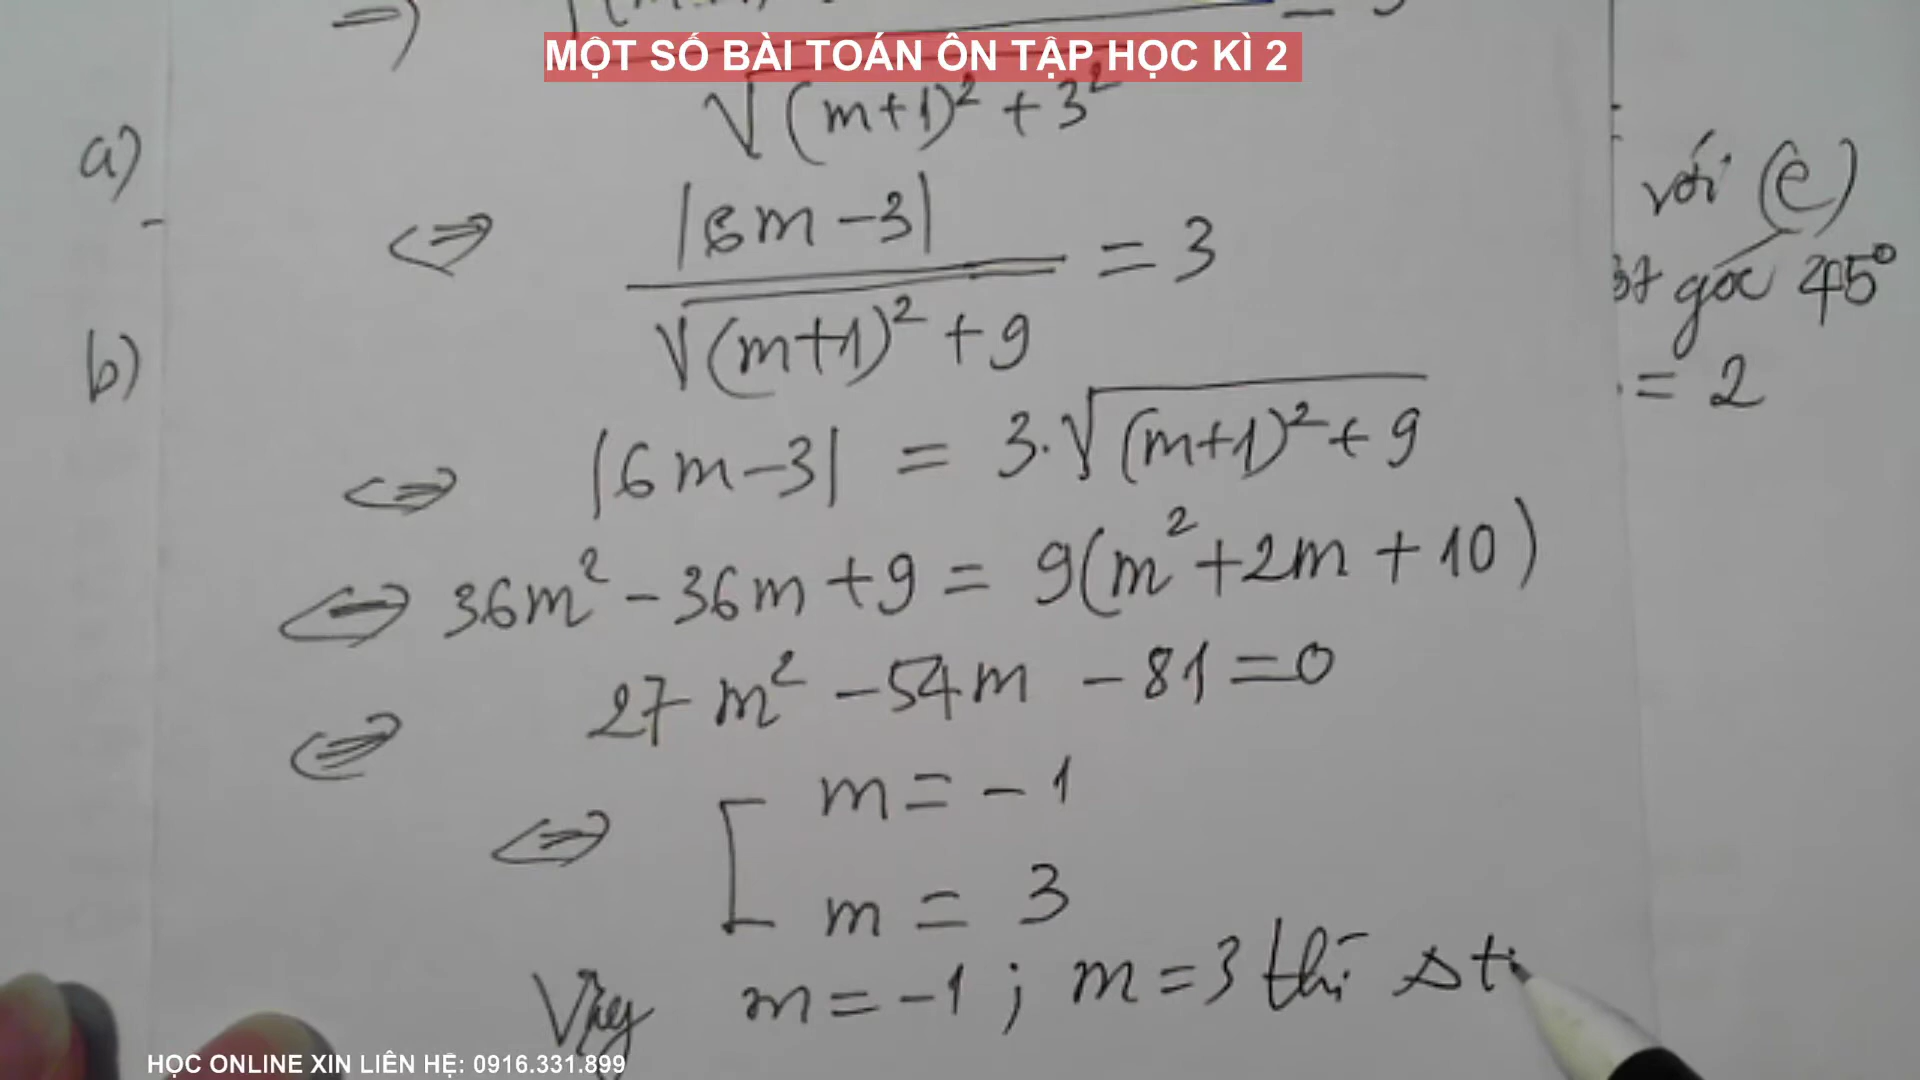 MỘT SỐ BÀI TOÁN ÔN TẬP HỌC KÌ 2
=>
√((m+1)² + 3²)
a)
⇔ |6m - 3| / √((m+1)² + 9) = 3
với (C)
góc 45°
b)
= 2
⇔ |6m - 3| = 3.√((m+1)² + 9)
⇔ 36m² - 36m + 9 = 9(m² + 2m + 10)
⇔ 27m² - 54m - 81 = 0
⇔ [ m = -1
m = 3
Vậy m = -1 ; m = 3 thì Δ t
HỌC ONLINE XIN LIÊN HỆ: 0916.331.899